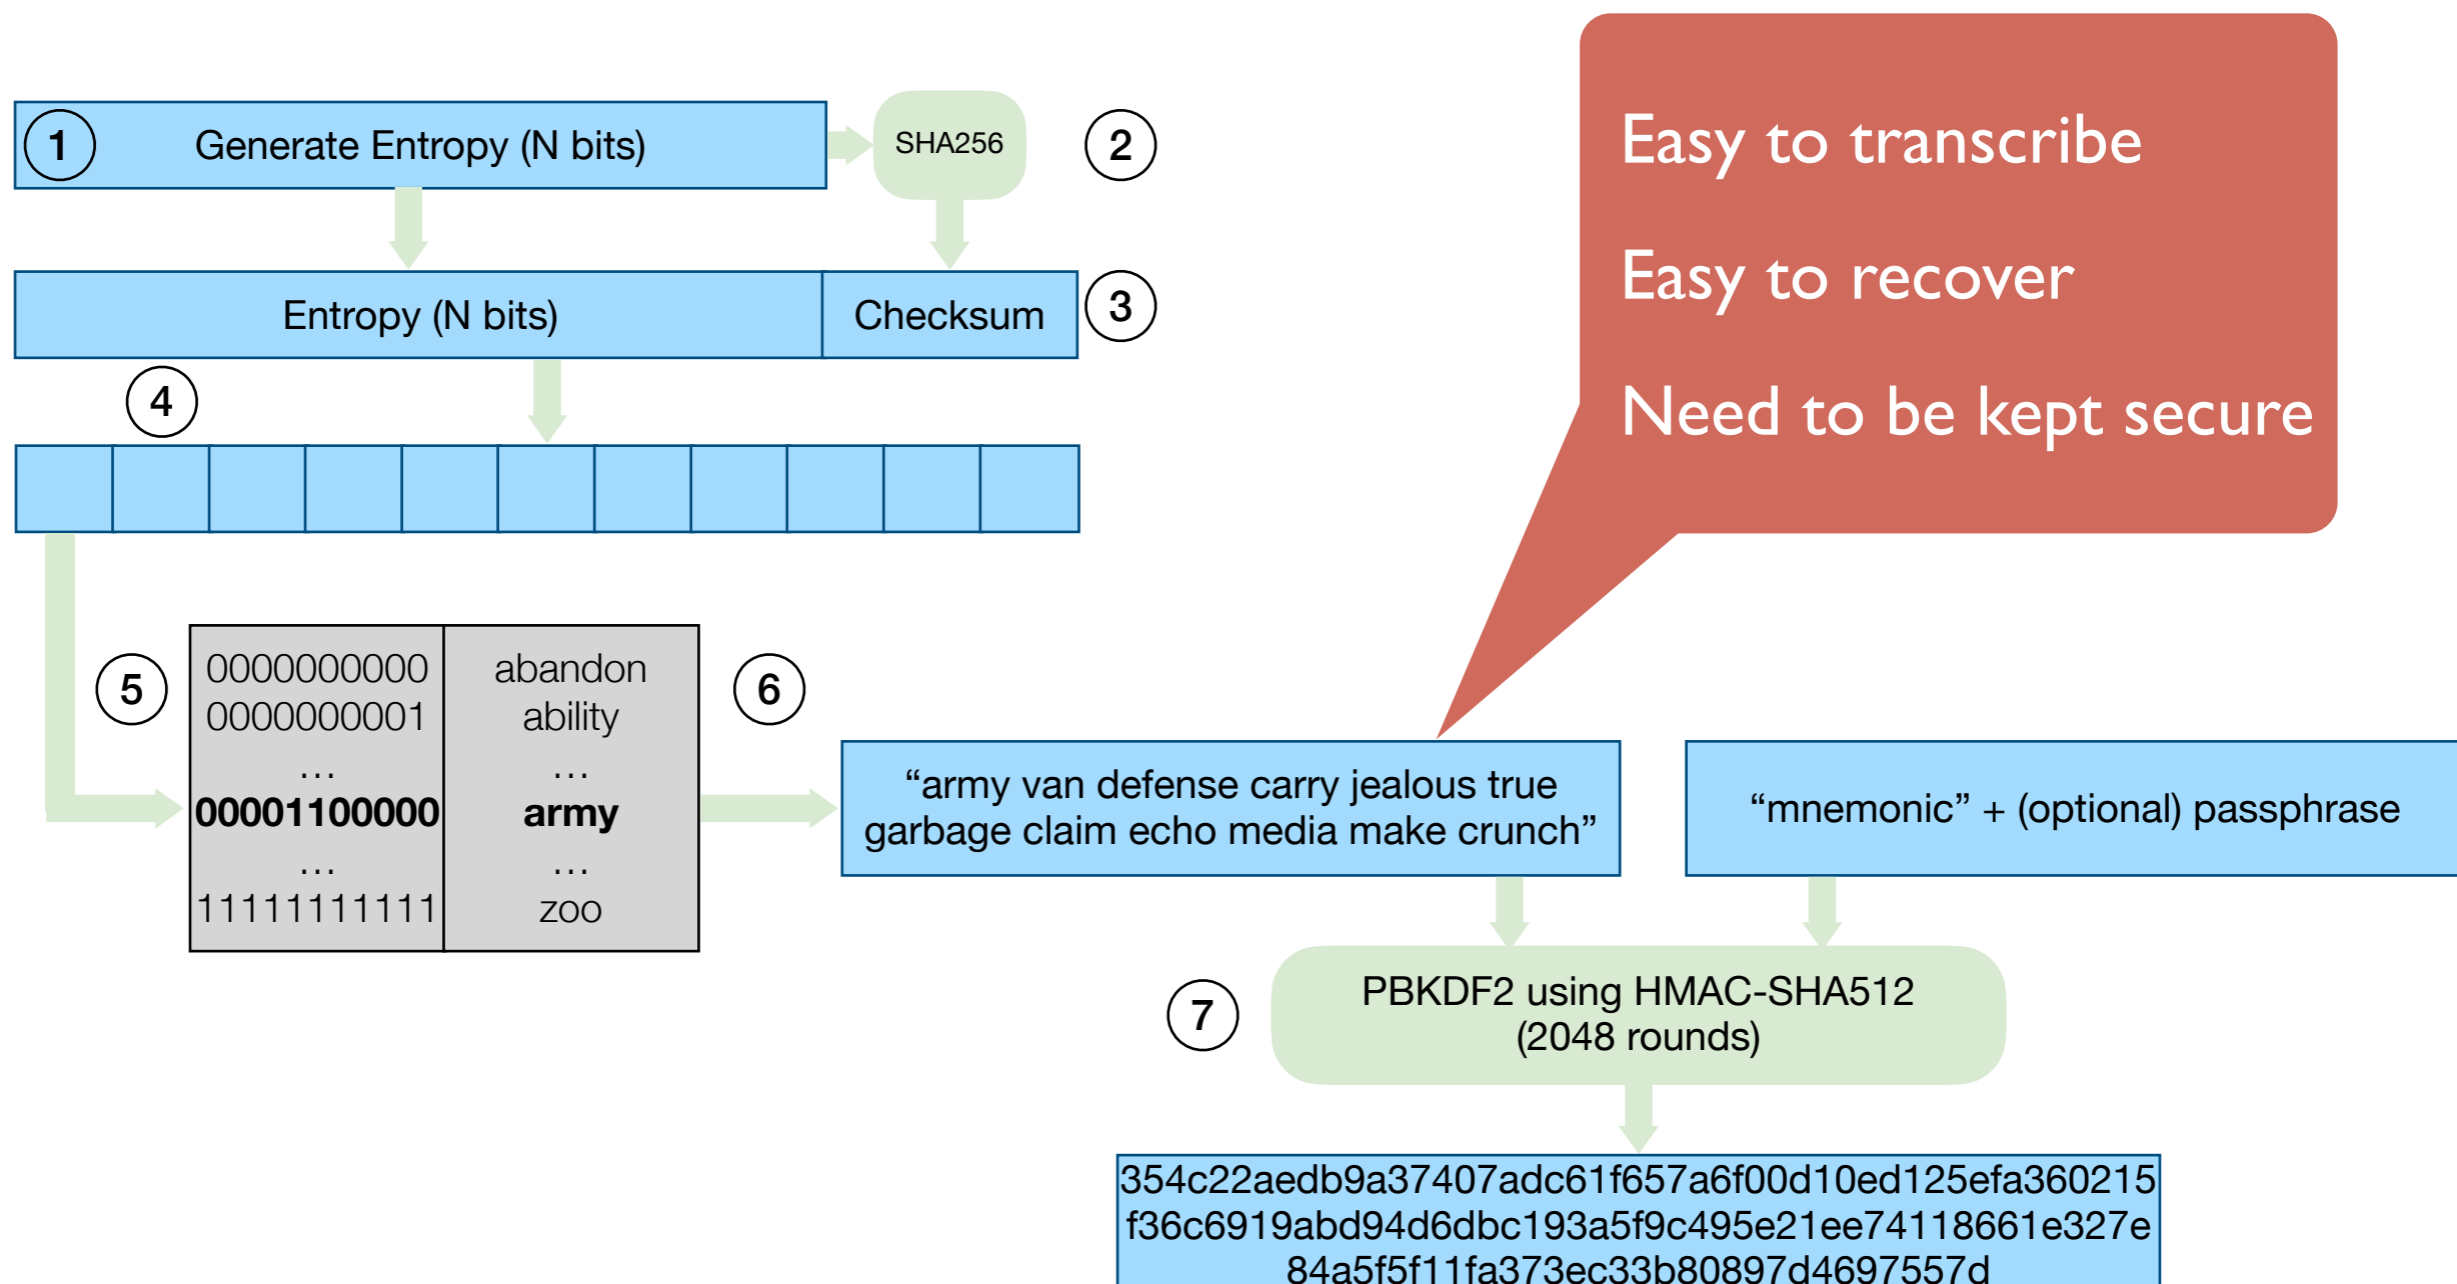 1
Generate Entropy (N bits)
SHA256
2
Entropy (N bits)
Checksum
3
4
Easy to transcribe
Easy to recover
Need to be kept secure
5
0000000000 abandon
0000000001 ability
... ...
00001100000 army
... ...
11111111111 zoo
6
“army van defense carry jealous true
garbage claim echo media make crunch”
“mnemonic” + (optional) passphrase
7
PBKDF2 using HMAC-SHA512
(2048 rounds)
354c22aedb9a37407adc61f657a6f00d10ed125efa360215
f36c6919abd94d6dbc193a5f9c495e21ee74118661e327e
84a5f5f11fa373ec33b80897d4697557d